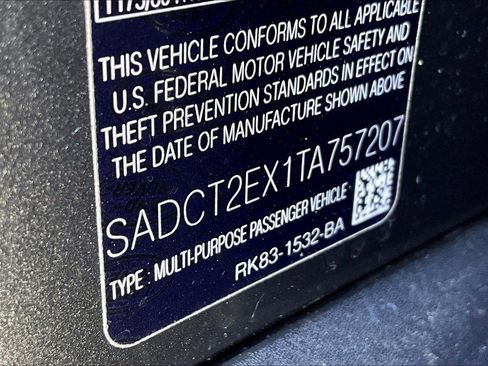 THIS VEHICLE CONFORMS TO ALL APPLICABLE
U.S. FEDERAL MOTOR VEHICLE SAFETY AND
THEFT PREVENTION STANDARDS IN EFFECT ON
THE DATE OF MANUFACTURE SHOWN ABOVE
SADCT2EX1TA757207
TYPE : MULTI-PURPOSE PASSENGER VEHICLE
RK83-1532-BA